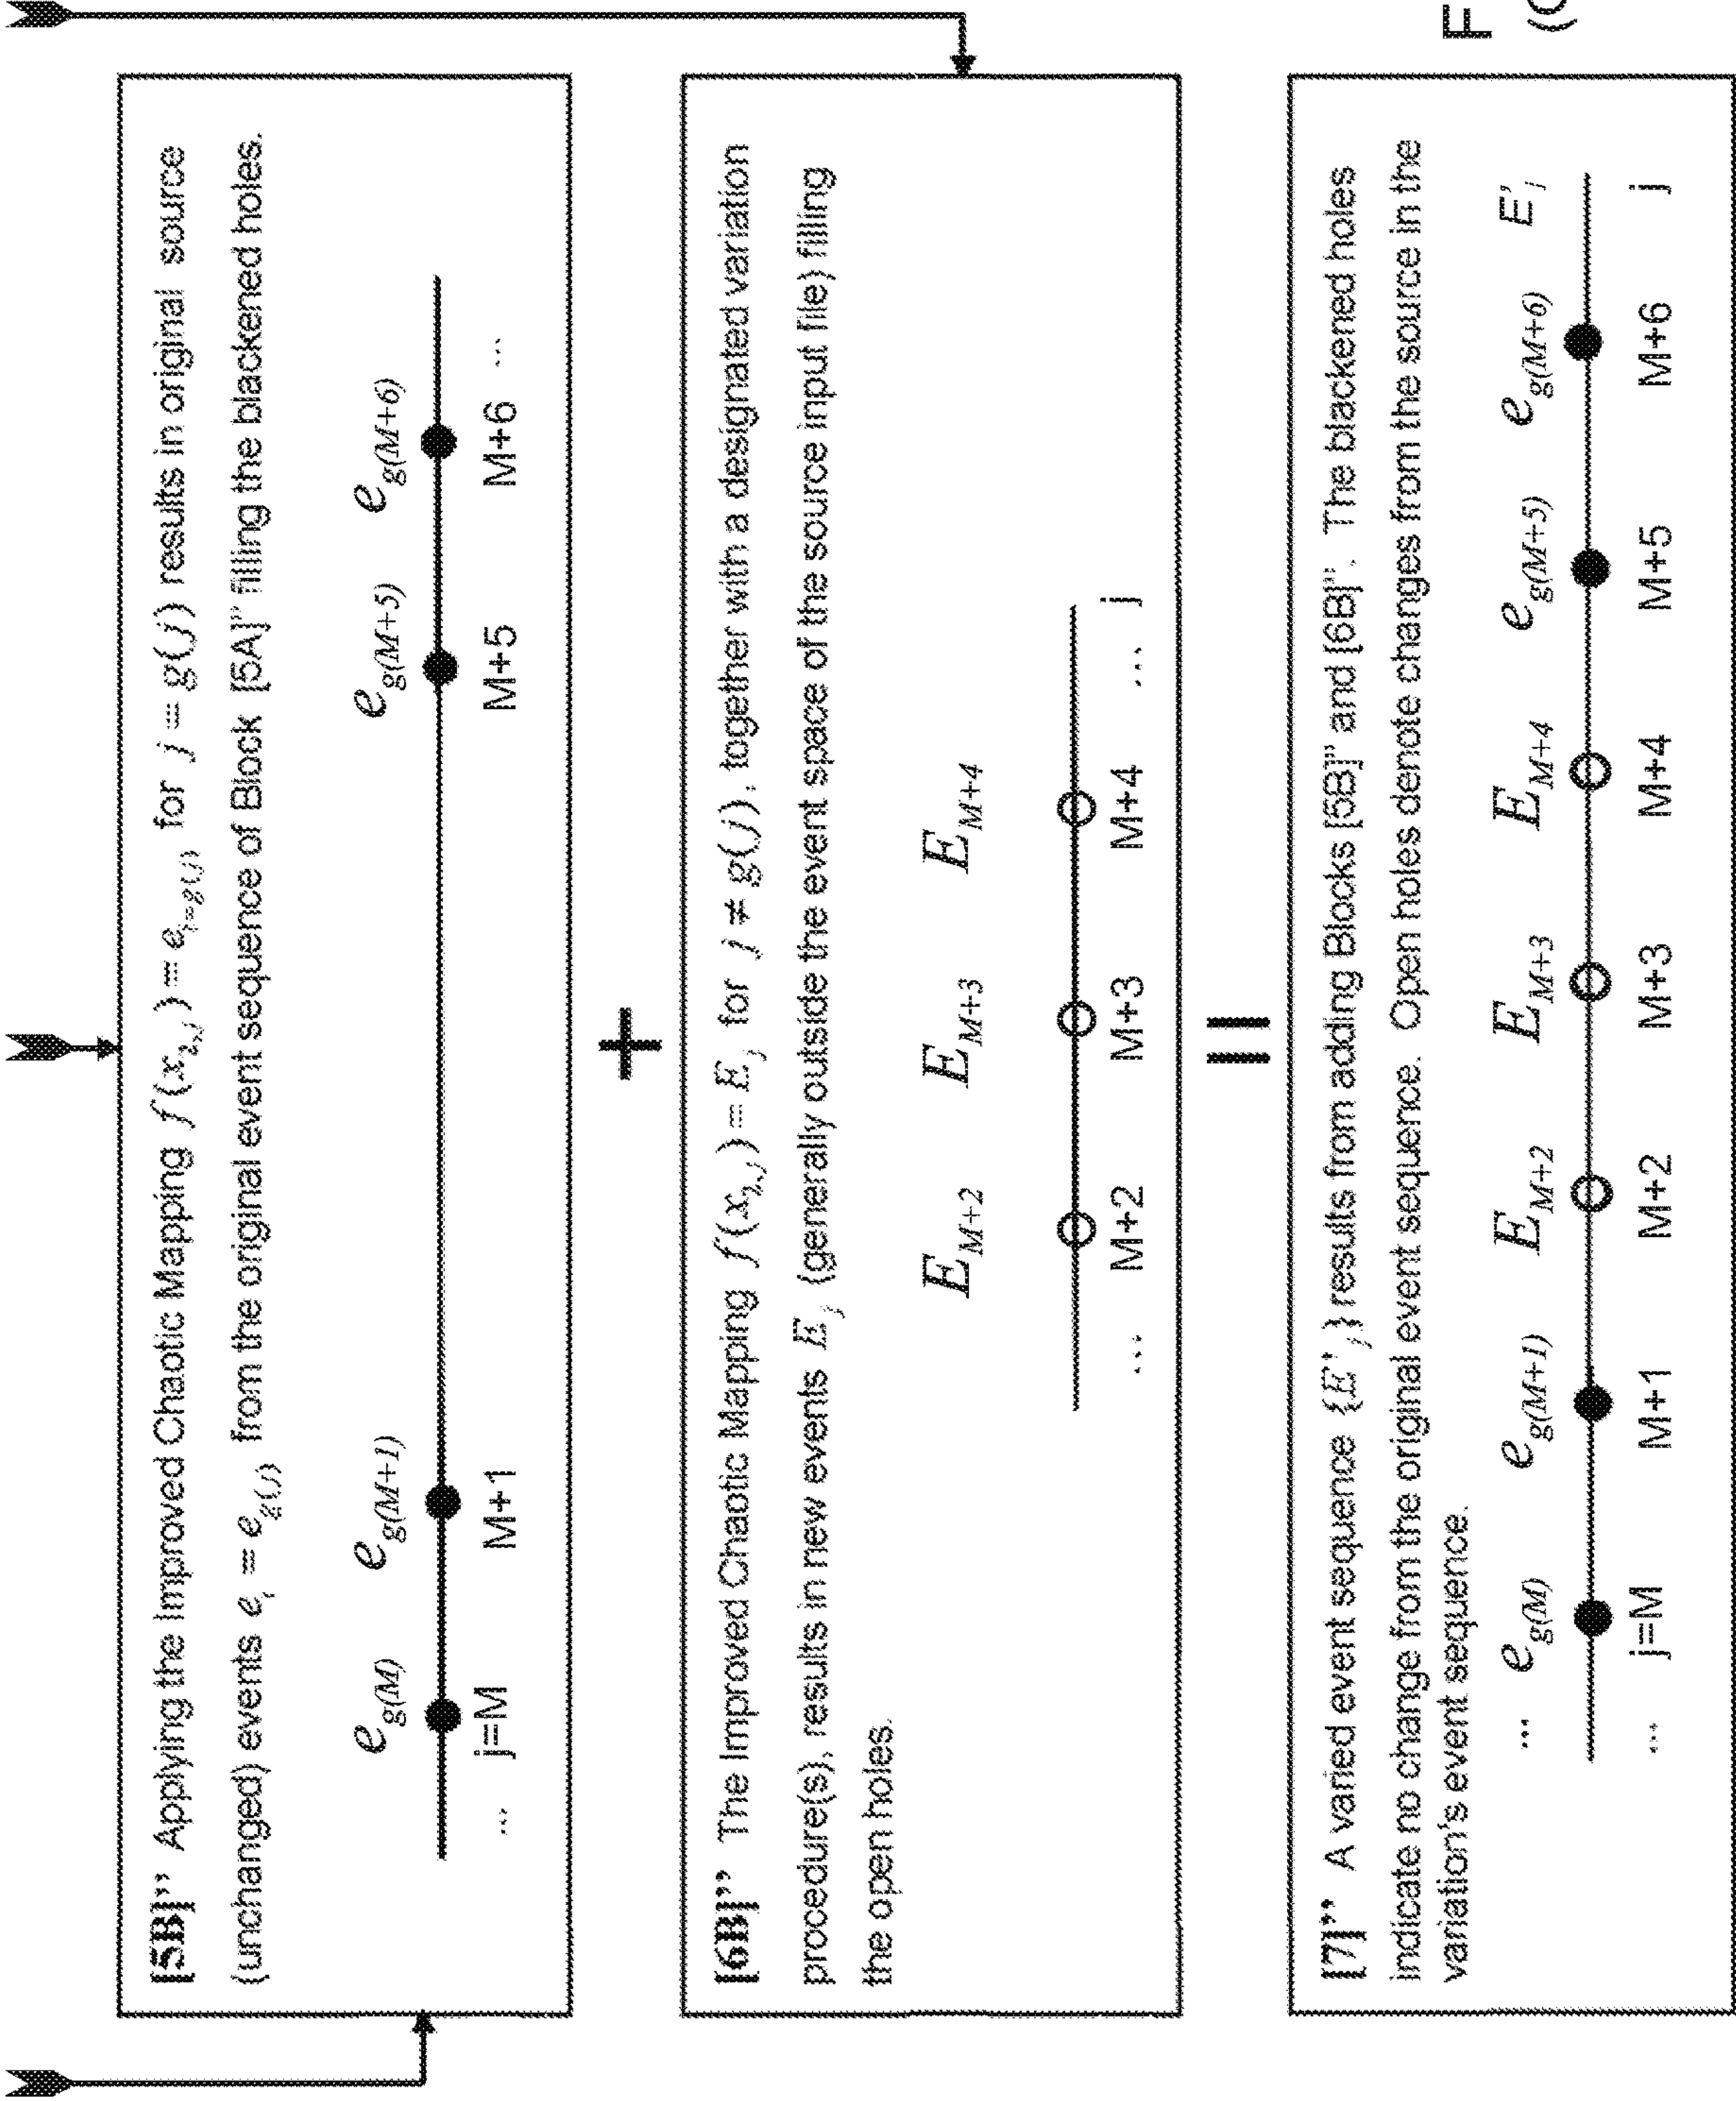 [5B]’’ Applying the Improved Chaotic Mapping f(x₂,ⱼ) = e_{i=g(j)} for j = g(j) results in original source
(unchanged) events e_i = e_{g(j)} from the original event sequence of Block [5A]’’ filling the blackened holes.
e_{g(M)} e_{g(M+1)} e_{g(M+5)} e_{g(M+6)}
... j=M M+1 M+5 M+6 ...
+
[6B]’’ The Improved Chaotic Mapping f(x₂,ⱼ) = E_j for j ≠ g(j), together with a designated variation
procedure(s), results in new events E_j (generally outside the event space of the source input file) filling
the open holes.
E_{M+2} E_{M+3} E_{M+4}
... M+2 M+3 M+4 ... j
=
[7]’’ A varied event sequence {E'_j} results from adding Blocks [5B]’’ and [6B]’’. The blackened holes
indicate no change from the original event sequence. Open holes denote changes from the source in the
variation's event sequence.
... e_{g(M)} e_{g(M+1)} E_{M+2} E_{M+3} E_{M+4} e_{g(M+5)} e_{g(M+6)} E'_j
... j=M M+1 M+2 M+3 M+4 M+5 M+6 j
F